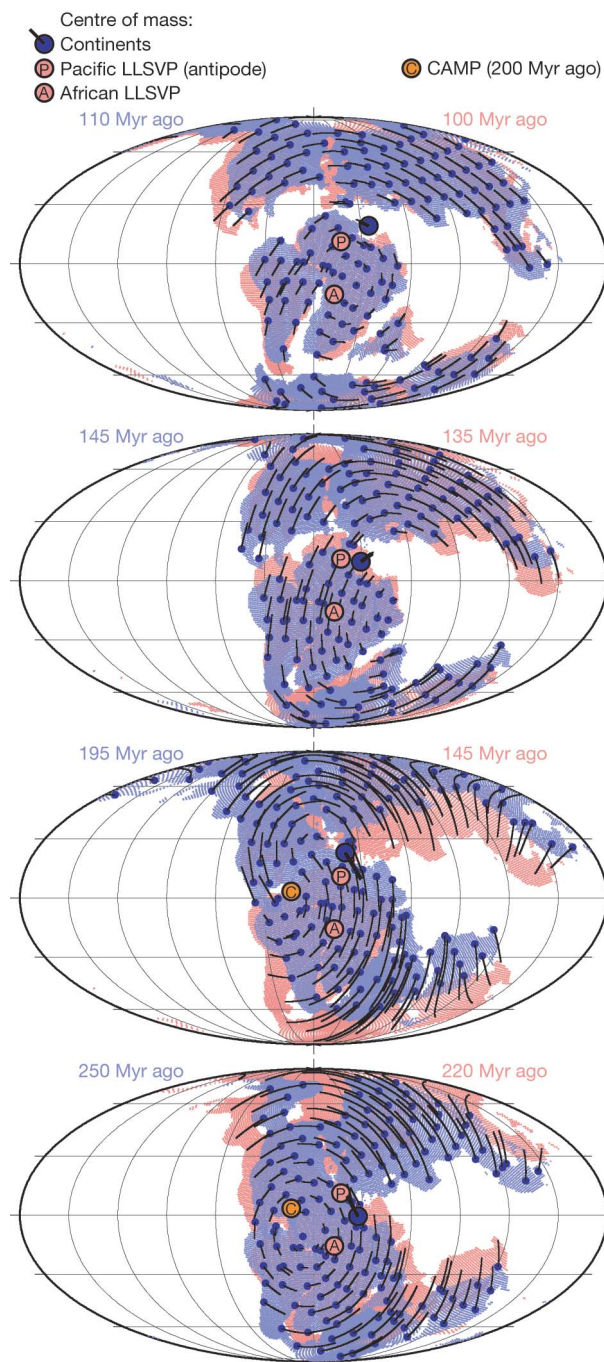 Centre of mass:
Continents
P Pacific LLSVP (antipode)
A African LLSVP
C CAMP (200 Myr ago)
110 Myr ago
100 Myr ago
P
A
145 Myr ago
135 Myr ago
P
A
195 Myr ago
145 Myr ago
C
P
A
250 Myr ago
220 Myr ago
C
P
A